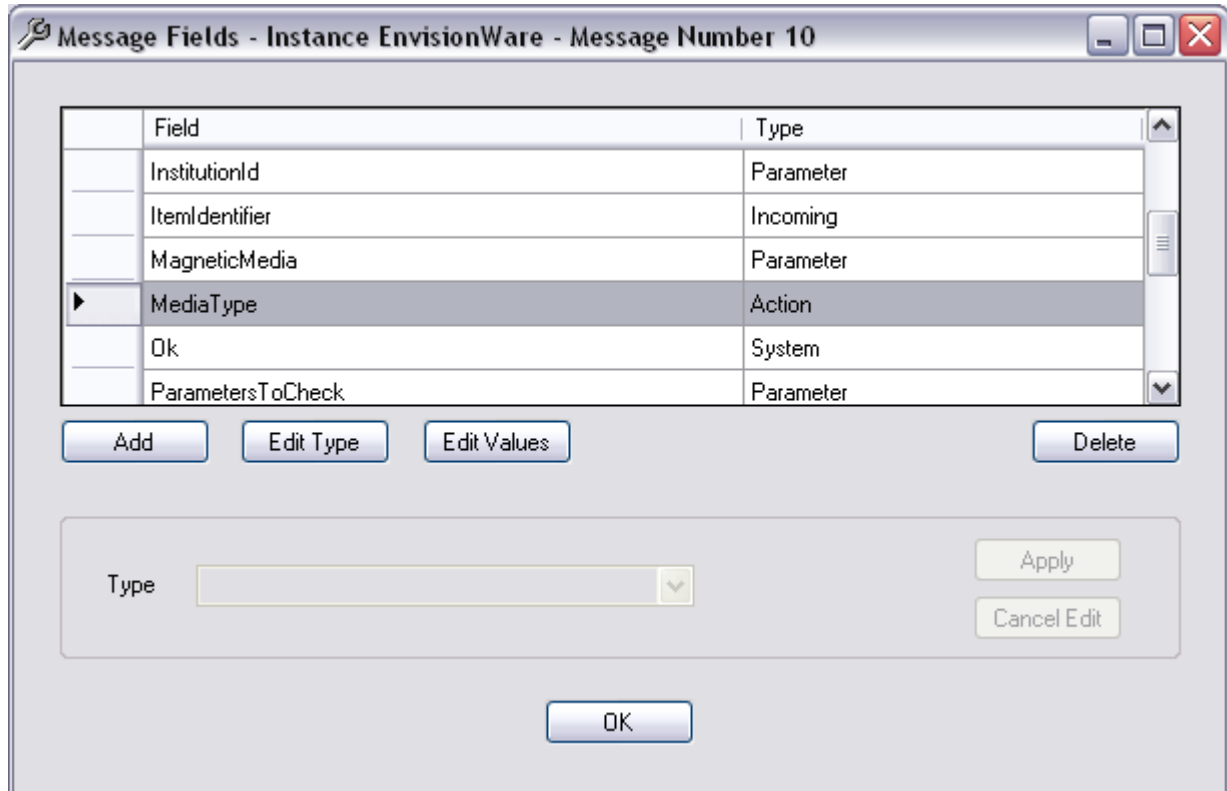 Message Fields - Instance EnvisionWare - Message Number 10
Field Type
InstitutionId Parameter
ItemIdentifier Incoming
MagneticMedia Parameter
MediaType Action
Ok System
ParametersToCheck Parameter
Add Edit Type Edit Values Delete
Type
Apply
Cancel Edit
OK